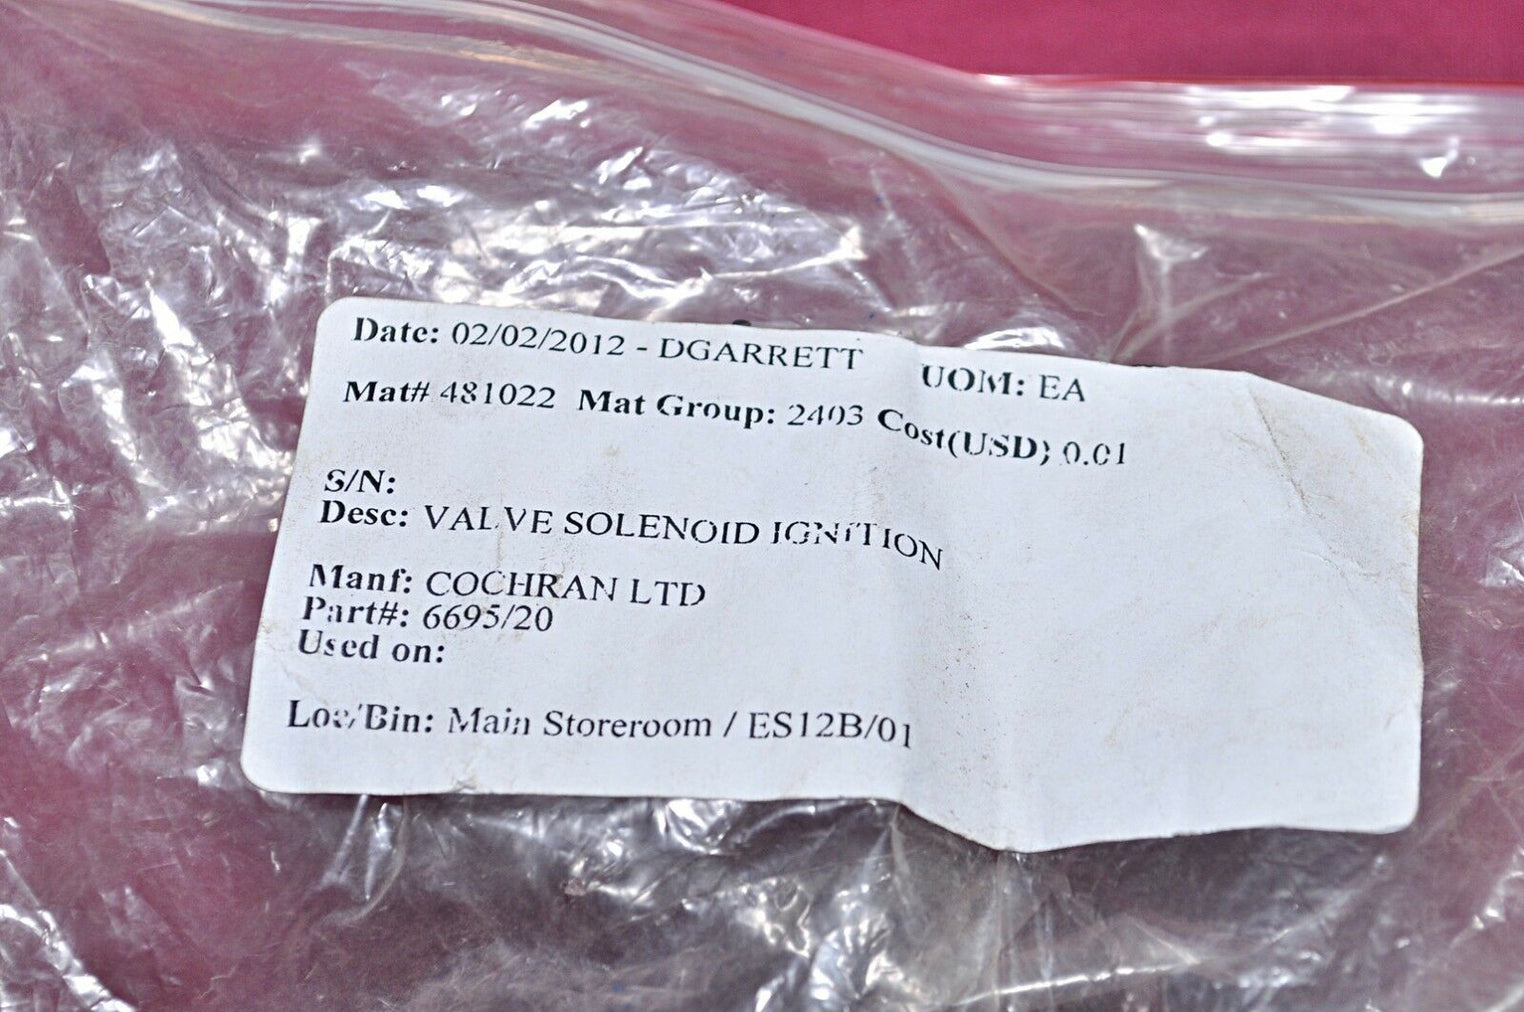 Date: 02/02/2012 - DGARRETT UOM: EA
Mat# 481022 Mat Group: 2403 Cost(USD) 0.01
S/N:
Desc: VALVE SOLENOID IGNITION
Manf: COCHRAN LTD
Part#: 6695/20
Used on:
Loc/Bin: Main Storeroom / ES12B/01